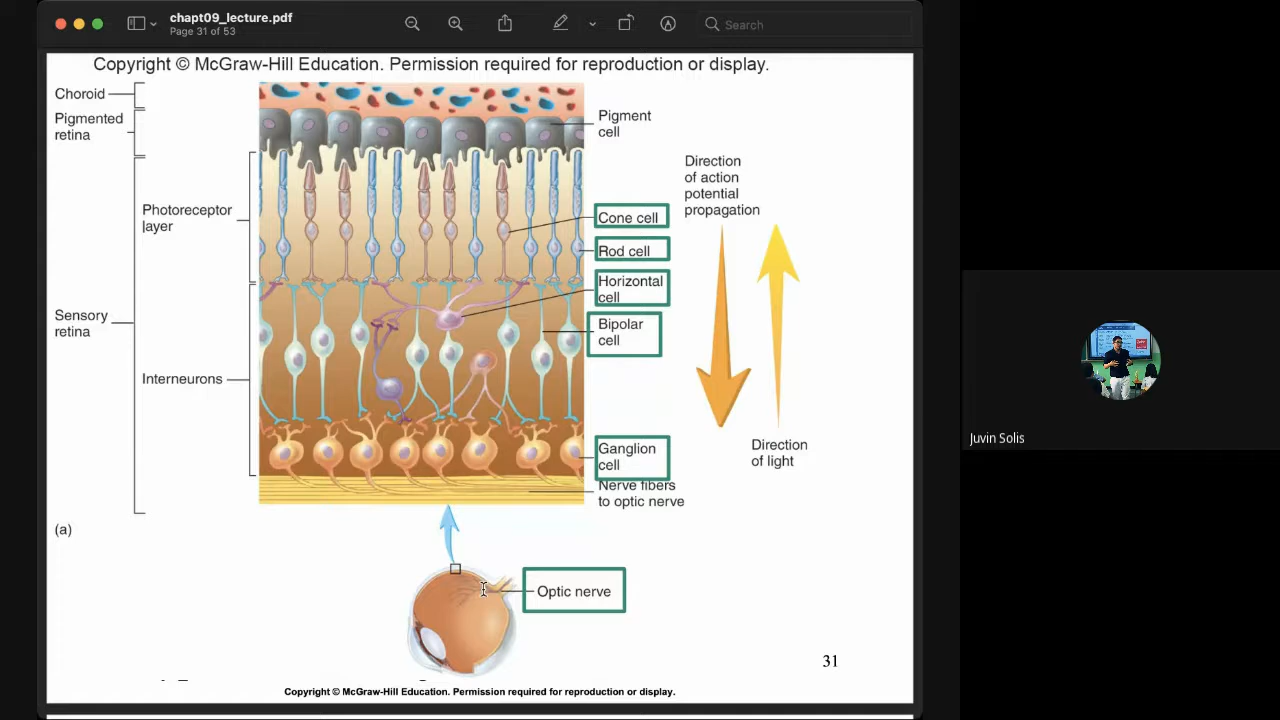 chapt09_lecture.pdf
Page 31 of 53
Search
Copyright © McGraw-Hill Education. Permission required for reproduction or display.
Choroid
Pigmented
retina
Pigment
cell
Direction
of action
potential
propagation
Photoreceptor
layer
Cone cell
Rod cell
Horizontal
cell
Sensory
retina
Bipolar
cell
Interneurons
Ganglion
cell
Direction
of light
Nerve fibers
to optic nerve
(a)
Optic nerve
31
Copyright © McGraw-Hill Education. Permission required for reproduction or display.
Juvin Solis